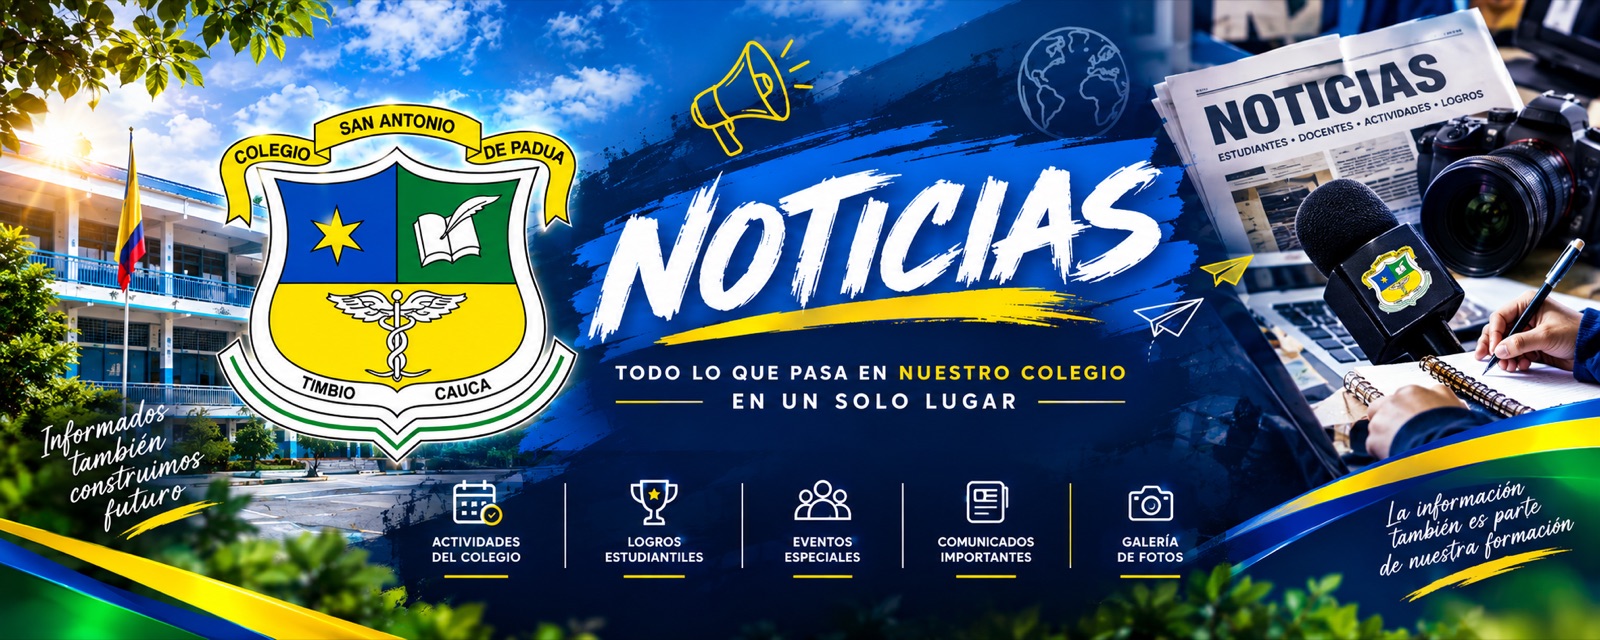 COLEGIO SAN ANTONIO DE PADUA
TIMBIO CAUCA
Informados
también
construimos
futuro
NOTICIAS
TODO LO QUE PASA EN NUESTRO COLEGIO
EN UN SOLO LUGAR
NOTICIAS
ESTUDIANTES • DOCENTES • ACTIVIDADES • LOGROS
ACTIVIDADES
DEL COLEGIO
LOGROS
ESTUDIANTILES
EVENTOS
ESPECIALES
COMUNICADOS
IMPORTANTES
GALERÍA
DE FOTOS
La información
también es parte
de nuestra formación